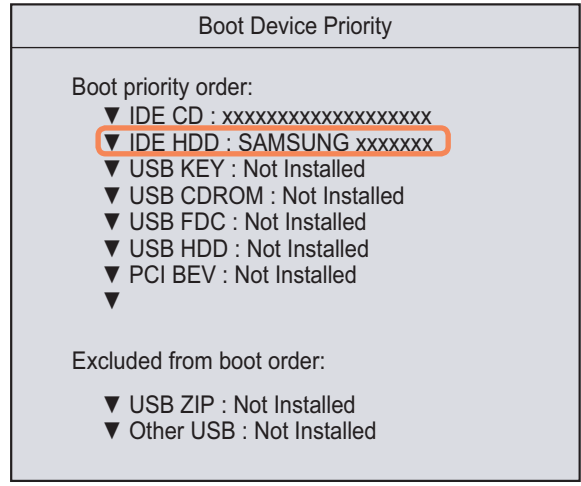 Boot Device Priority
Boot priority order:
▼ IDE CD : xxxxxxxxxxxxxxxxxxx
▼ IDE HDD : SAMSUNG xxxxxxx
▼ USB KEY : Not Installed
▼ USB CDROM : Not Installed
▼ USB FDC : Not Installed
▼ USB HDD : Not Installed
▼ PCI BEV : Not Installed
▼
Excluded from boot order:
▼ USB ZIP : Not Installed
▼ Other USB : Not Installed